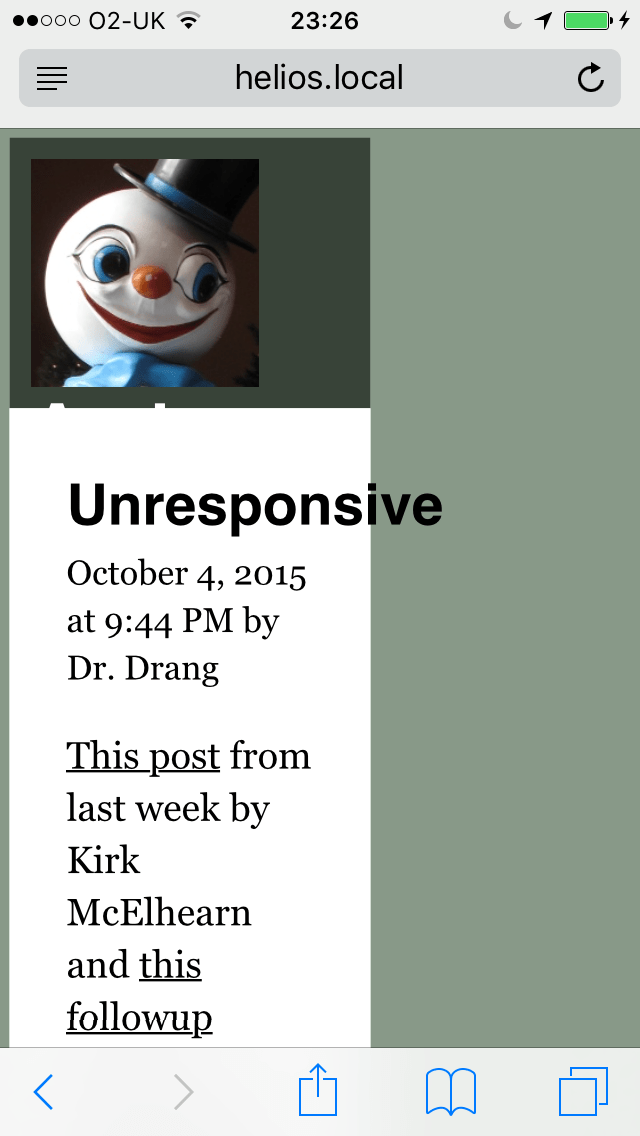 O2-UK 23:26
helios.local
Unresponsive
October 4, 2015
at 9:44 PM by
Dr. Drang
This post from
last week by
Kirk
McElhearn
and this
followup